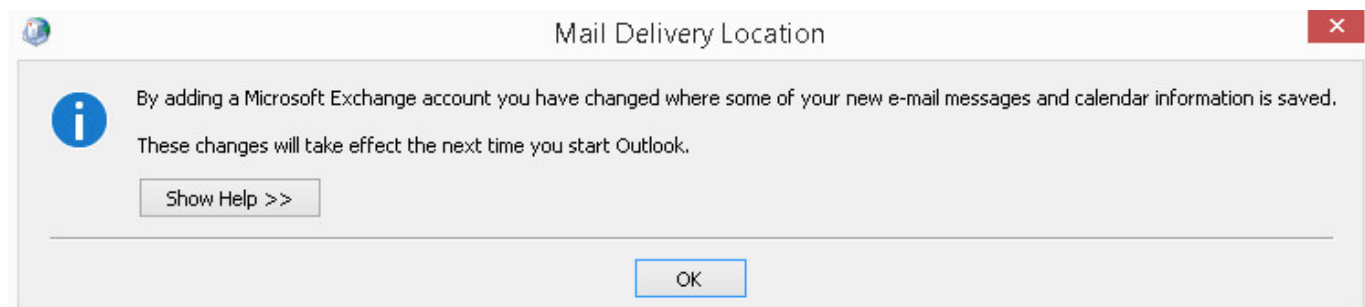 Mail Delivery Location
By adding a Microsoft Exchange account you have changed where some of your new e-mail messages and calendar information is saved.
These changes will take effect the next time you start Outlook.
Show Help >>
OK